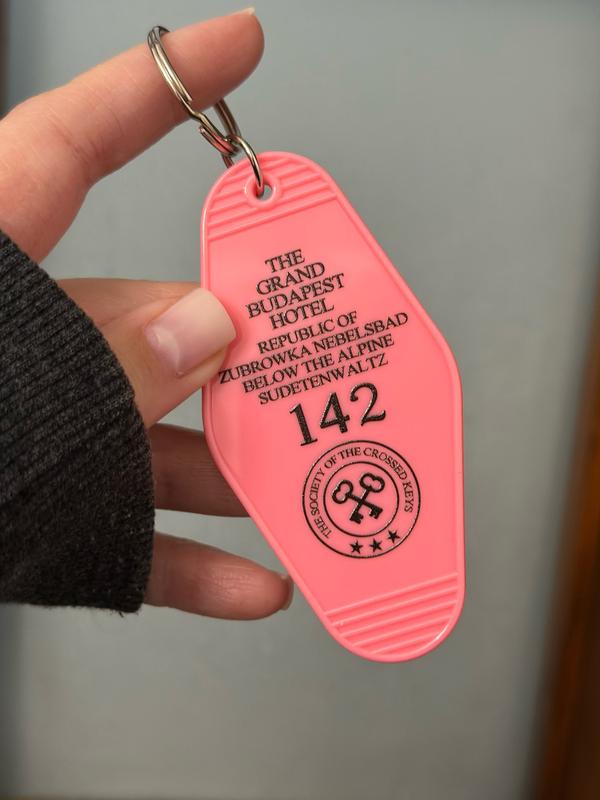 THE
GRAND
BUDAPEST
HOTEL
REPUBLIC OF
ZUBROWKA NEBELSBAD
BELOW THE ALPINE
SUDETENWALTZ
142
THE SOCIETY OF THE CROSSED KEYS